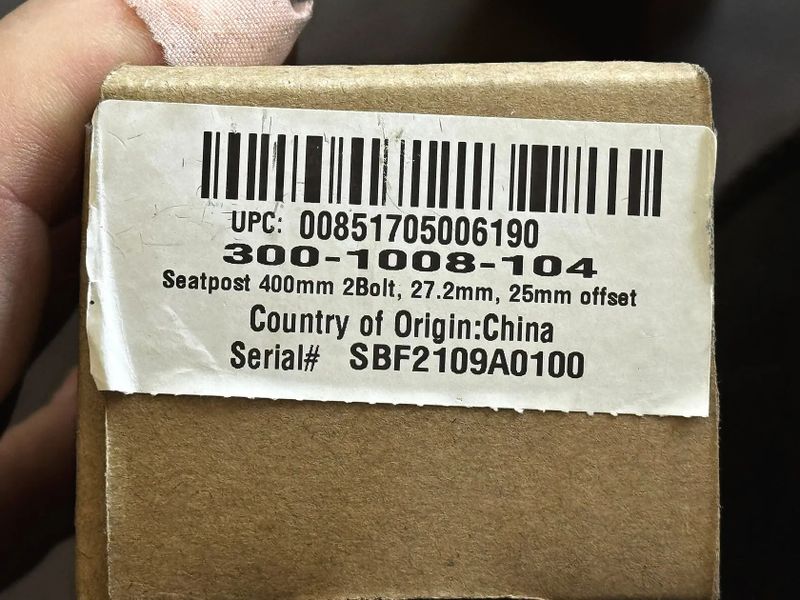 UPC: 00851705006190
300-1008-104
Seatpost 400mm 2Bolt, 27.2mm, 25mm offset
Country of Origin:China
Serial# SBF2109A0100